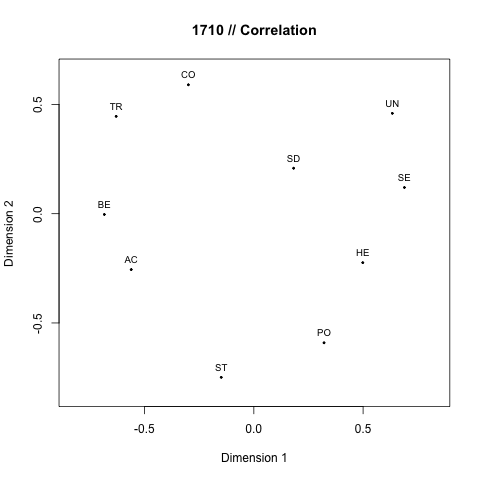 1710 // Correlation
CO
TR
UN
SD
SE
BE
HE
AC
PO
ST
Dimension 2
0.5
0.0
-0.5
-0.5
0.0
0.5
Dimension 1